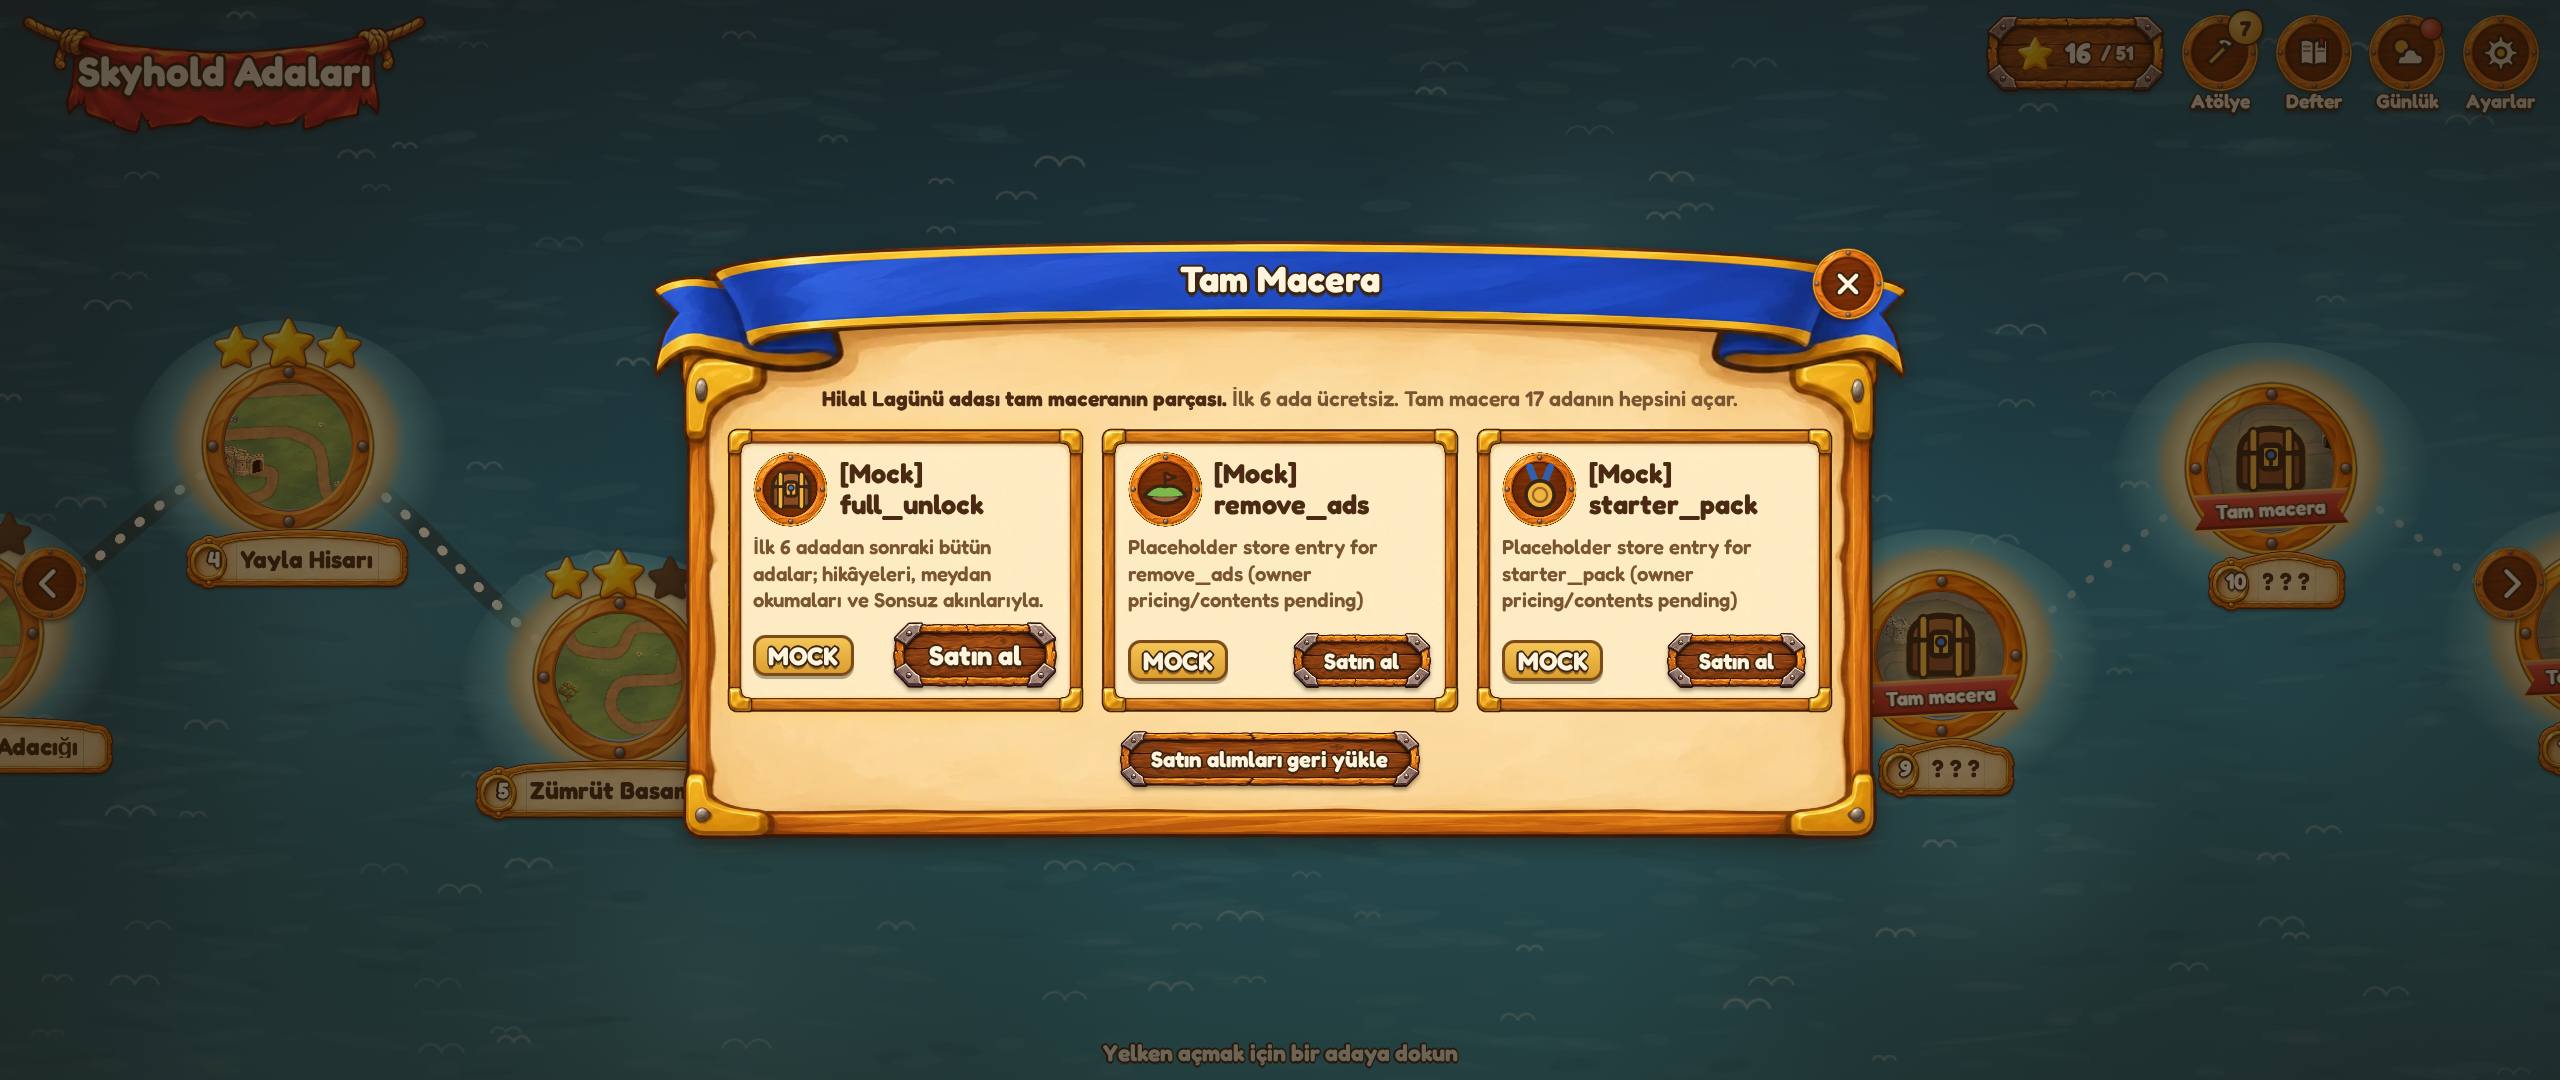 Skyhold Adaları
16 / 51
7
Atölye
Defter
Günlük
Ayarlar
Tam Macera
Hilal Lagünü adası tam maceranın parçası. İlk 6 ada ücretsiz. Tam macera 17 adanın hepsini açar.
[Mock]
full_unlock
İlk 6 adadan sonraki bütün
adalar; hikâyeleri, meydan
okumaları ve Sonsuz akınlarıyla.
MOCK
Satın al
[Mock]
remove_ads
Placeholder store entry for
remove_ads (owner
pricing/contents pending)
MOCK
Satın al
[Mock]
starter_pack
Placeholder store entry for
starter_pack (owner
pricing/contents pending)
MOCK
Satın al
Satın alımları geri yükle
4 Yayla Hisarı
Adacığı
5 Zümrüt Basam
Tam macera
9 ? ? ?
Tam macera
10 ? ? ?
Yelken açmak için bir adaya dokun